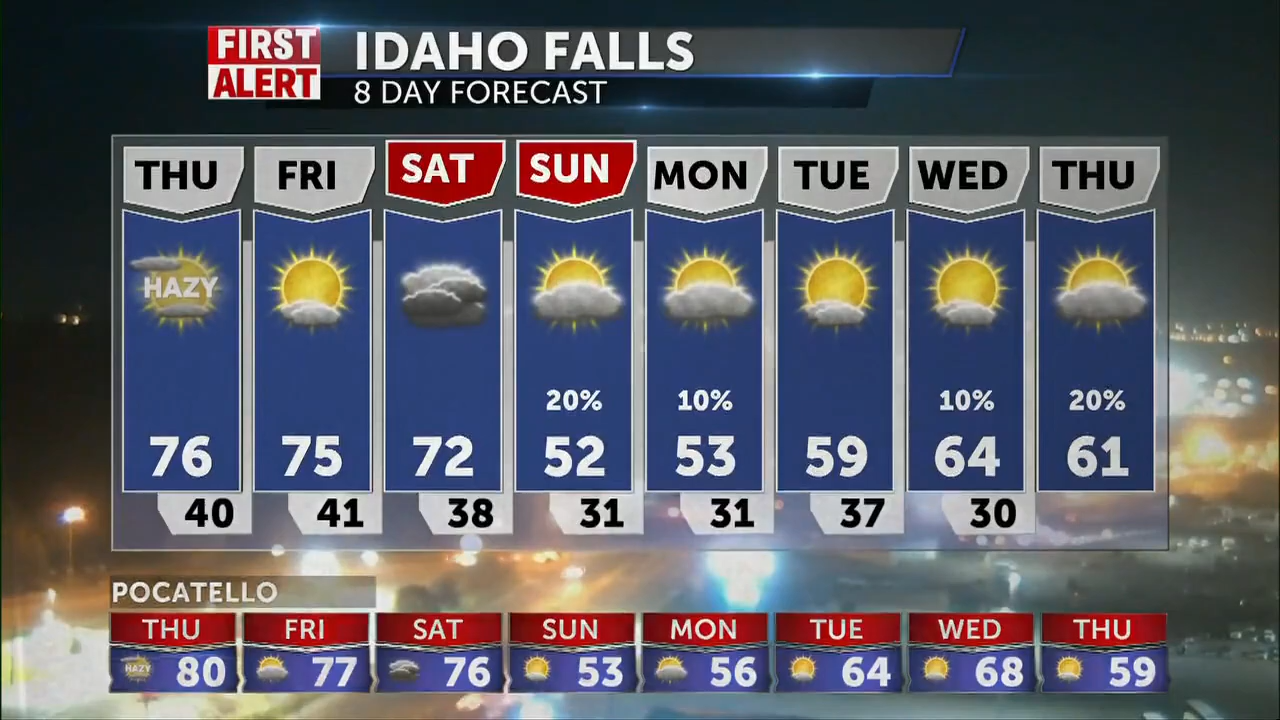 FIRST
ALERT
IDAHO FALLS
8 DAY FORECAST
THU FRI SAT SUN MON TUE WED THU
HAZY
20% 10% 10% 20%
76 75 72 52 53 59 64 61
40 41 38 31 31 37 30
POCATELLO
THU FRI SAT SUN MON TUE WED THU
HAZY 80 77 76 53 56 64 68 59